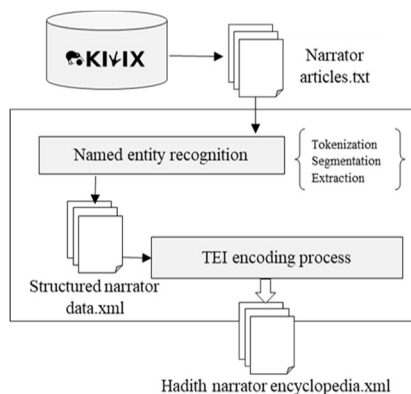 KIWIX
Narrator
articles.txt
Named entity recognition
Tokenization
Segmentation
Extraction
TEI encoding process
Structured narrator
data.xml
Hadith narrator encyclopedia.xml